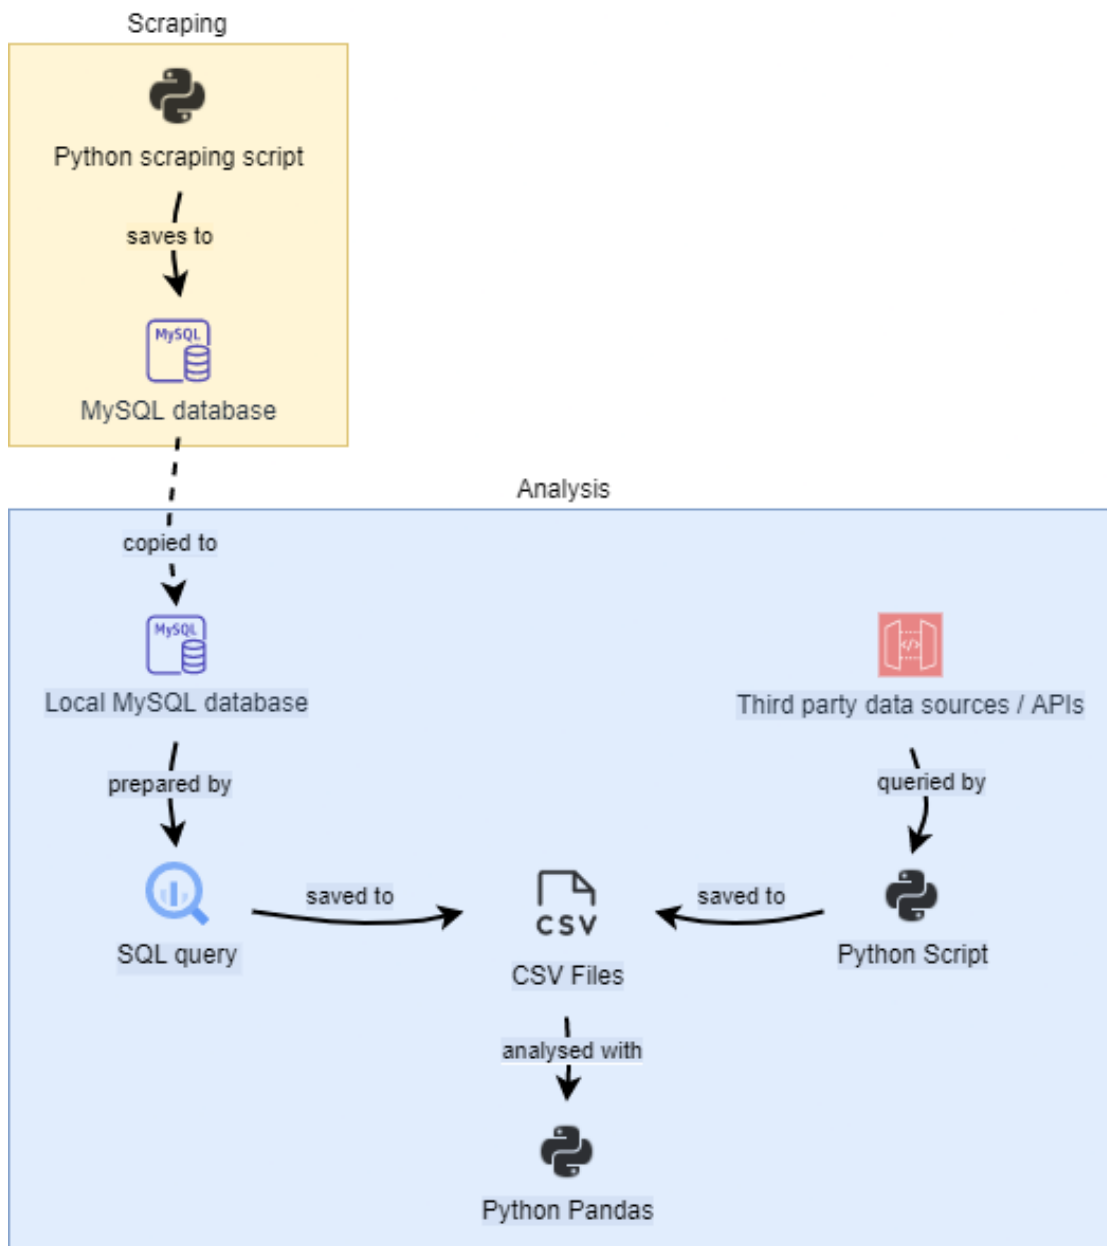 Scraping
Python scraping script
saves to
MySQL
MySQL database
Analysis
copied to
MySQL
Local MySQL database
</>
Third party data sources / APIs
prepared by
queried by
SQL query
saved to
CSV
CSV Files
saved to
Python Script
analysed with
Python Pandas